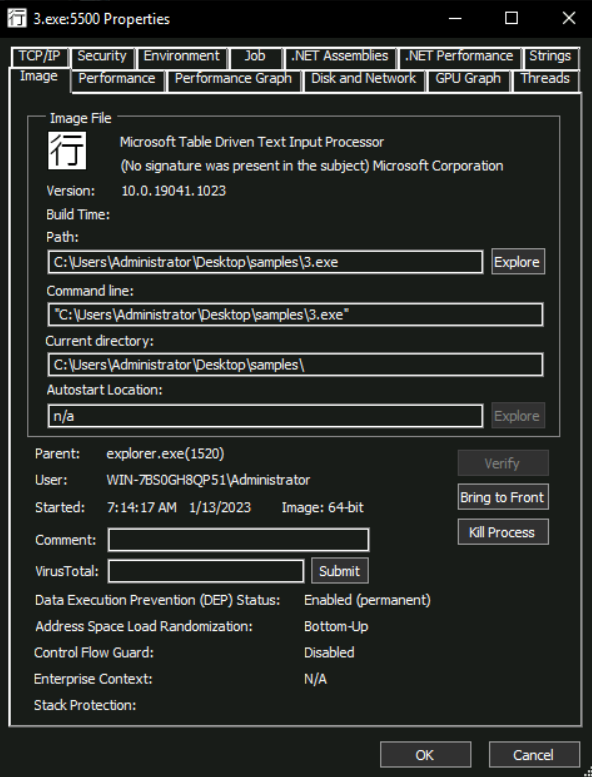 行 3.exe:5500 Properties
TCP/IP Security Environment Job .NET Assemblies .NET Performance Strings
Image Performance Performance Graph Disk and Network GPU Graph Threads
Image File
行 Microsoft Table Driven Text Input Processor
(No signature was present in the subject) Microsoft Corporation
Version: 10.0.19041.1023
Build Time:
Path:
C:\Users\Administrator\Desktop\samples\3.exe Explore
Command line:
"C:\Users\Administrator\Desktop\samples\3.exe"
Current directory:
C:\Users\Administrator\Desktop\samples\
Autostart Location:
n/a Explore
Parent: explorer.exe(1520)
Verify
User: WIN-7BS0GH8QP51\Administrator
Bring to Front
Started: 7:14:17 AM 1/13/2023 Image: 64-bit
Kill Process
Comment:
VirusTotal: Submit
Data Execution Prevention (DEP) Status: Enabled (permanent)
Address Space Load Randomization: Bottom-Up
Control Flow Guard: Disabled
Enterprise Context: N/A
Stack Protection:
OK Cancel